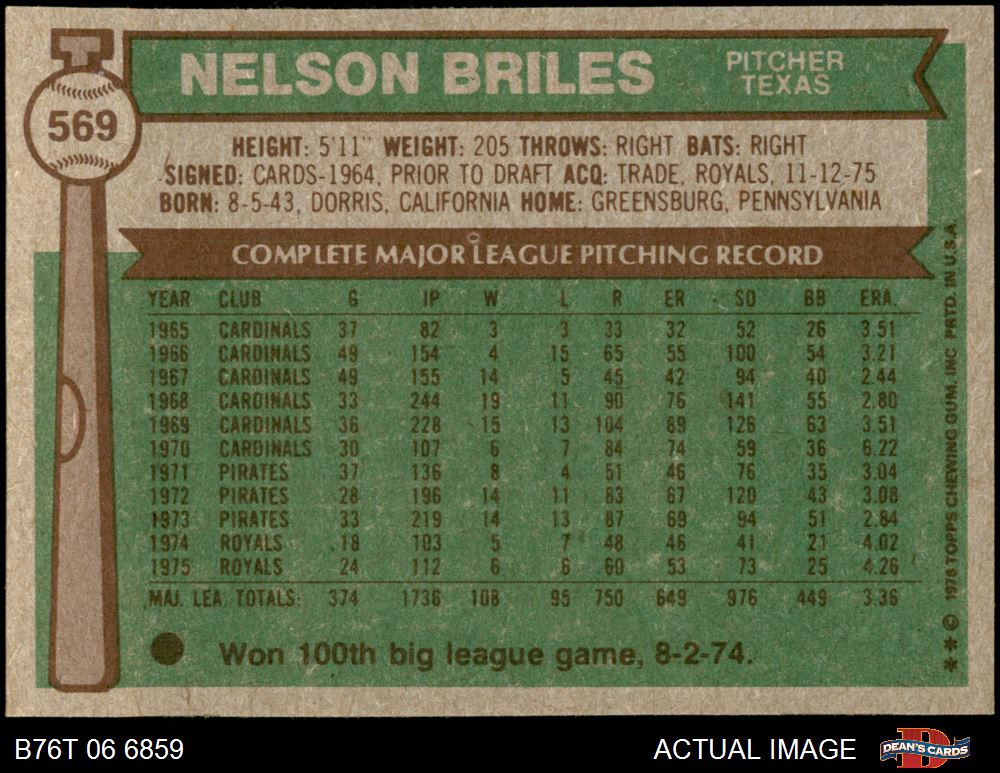 NELSON BRILES
PITCHER
TEXAS
569
HEIGHT: 5'11" WEIGHT: 205 THROWS: RIGHT BATS: RIGHT
SIGNED: CARDS-1964, PRIOR TO DRAFT ACQ: TRADE, ROYALS, 11-12-75
BORN: 8-5-43, DORRIS, CALIFORNIA HOME: GREENSBURG, PENNSYLVANIA
COMPLETE MAJOR LEAGUE PITCHING RECORD
YEAR CLUB G IP W L R ER SO BB ERA
1965 CARDINALS 37 82 3 3 33 32 52 26 3.51
1966 CARDINALS 49 154 4 15 65 55 100 54 3.21
1967 CARDINALS 49 155 14 5 45 42 94 40 2.44
1968 CARDINALS 33 244 19 11 90 76 141 55 2.80
1969 CARDINALS 36 228 15 13 104 89 126 63 3.51
1970 CARDINALS 30 107 6 7 84 74 59 36 6.22
1971 PIRATES 37 136 8 4 51 46 76 35 3.04
1972 PIRATES 28 196 14 11 83 67 120 43 3.08
1973 PIRATES 33 219 14 13 87 69 94 51 2.84
1974 ROYALS 18 103 5 7 48 46 41 21 4.02
1975 ROYALS 24 112 6 6 60 53 73 25 4.26
MAJ. LEA. TOTALS: 374 1736 108 95 750 649 976 449 3.36
Won 100th big league game, 8-2-74.
** © 1976 TOPPS CHEWING GUM, INC. PRTD. IN U.S.A.
B76T 06 6859
ACTUAL IMAGE
DEAN'S CARDS